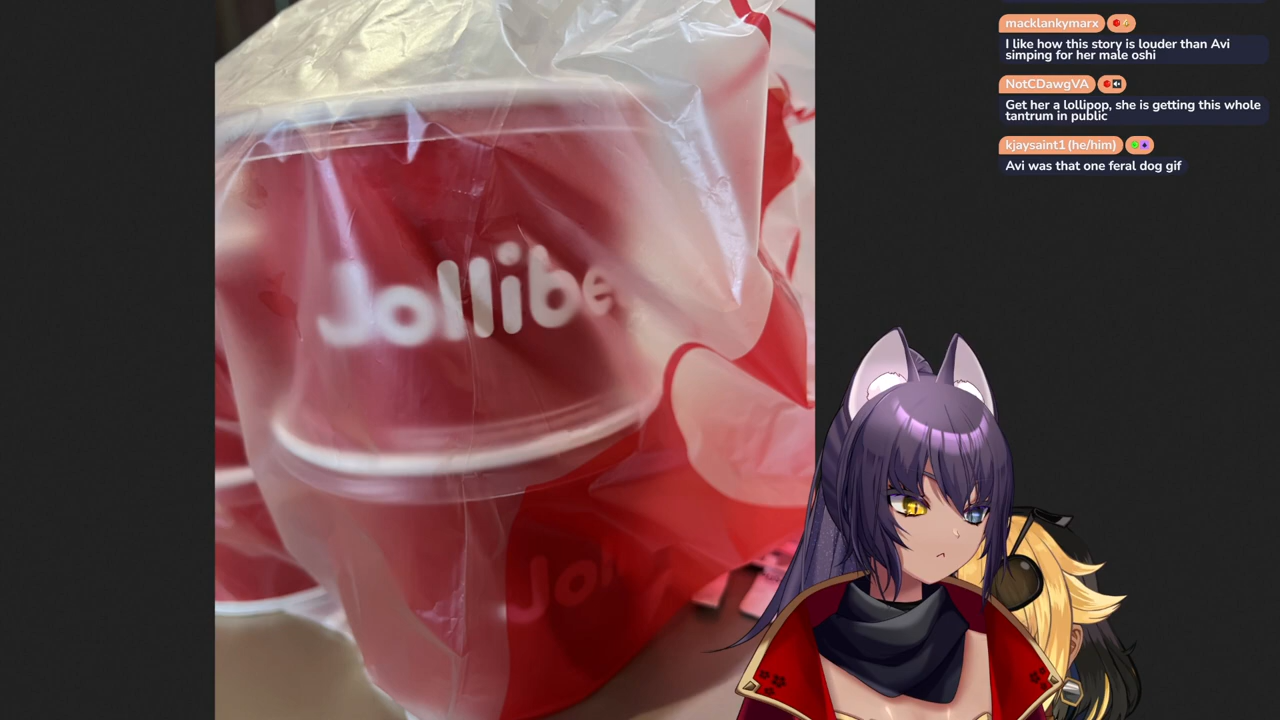 macklankymarx
I like how this story is louder than Avi
simping for her male oshi
NotCDawgVA
Get her a lollipop, she is getting this whole
tantrum in public
kjaysaint1 (he/him)
Avi was that one feral dog gif
Jollibe
Jol